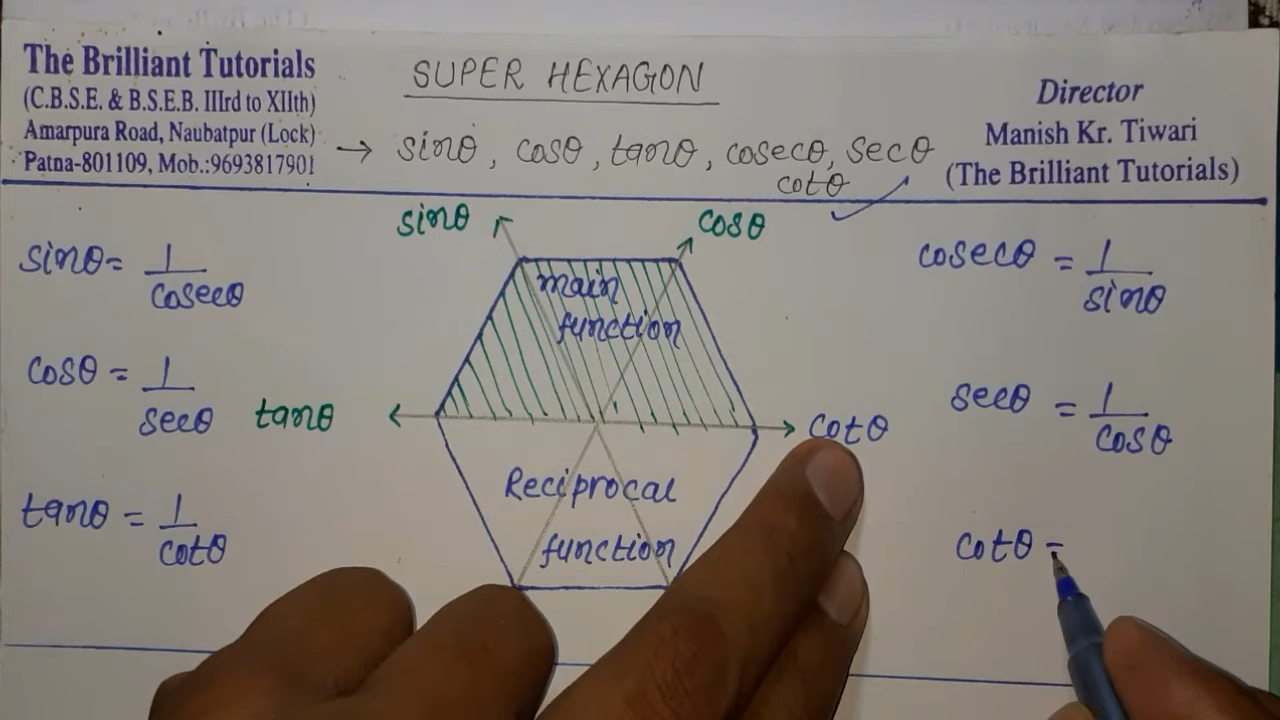 The Brilliant Tutorials
(C.B.S.E. & B.S.E.B. IIIrd to XIIth)
Amarpura Road, Naubatpur (Lock)
Patna-801109, Mob.:9693817901
SUPER HEXAGON
→ sinθ, cosθ, tanθ, cosecθ, secθ
cotθ
Director
Manish Kr. Tiwari
(The Brilliant Tutorials)
sinθ = 1/cosecθ
cosθ = 1/secθ
tanθ = 1/cotθ
sinθ
cosθ
main
function
tanθ
cotθ
Reciprocal
function
cosecθ = 1/sinθ
secθ = 1/cosθ
cotθ =